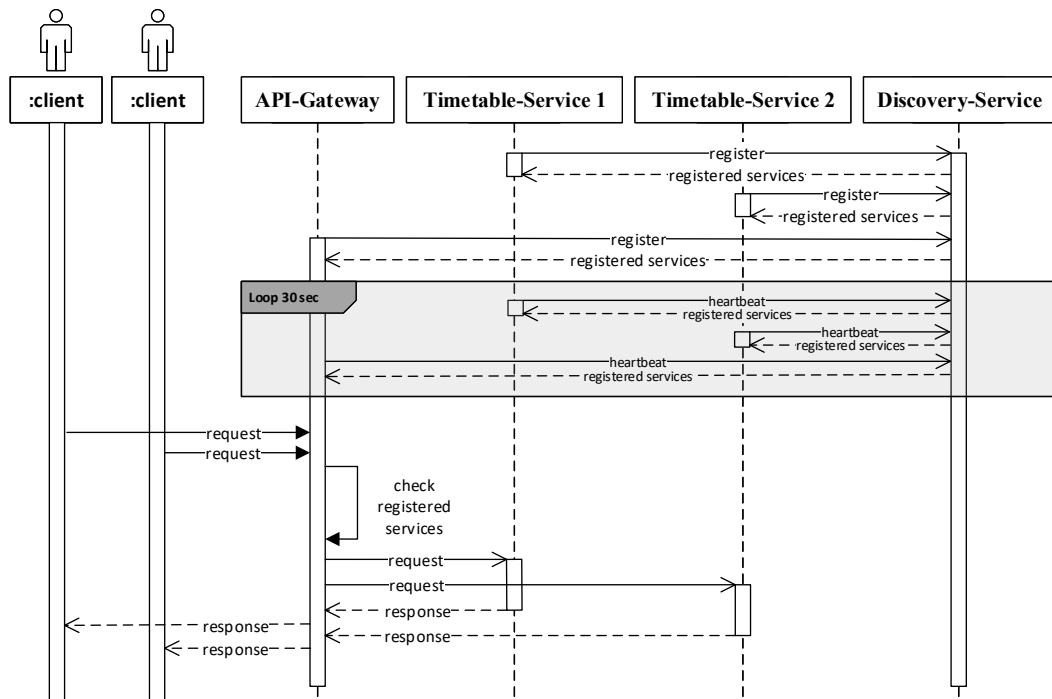 :client
:client
API-Gateway
Timetable-Service 1
Timetable-Service 2
Discovery-Service
register
registered services
register
registered services
register
registered services
Loop 30 sec
heartbeat
registered services
heartbeat
registered services
heartbeat
registered services
request
request
check
registered
services
request
request
response
response
response
response